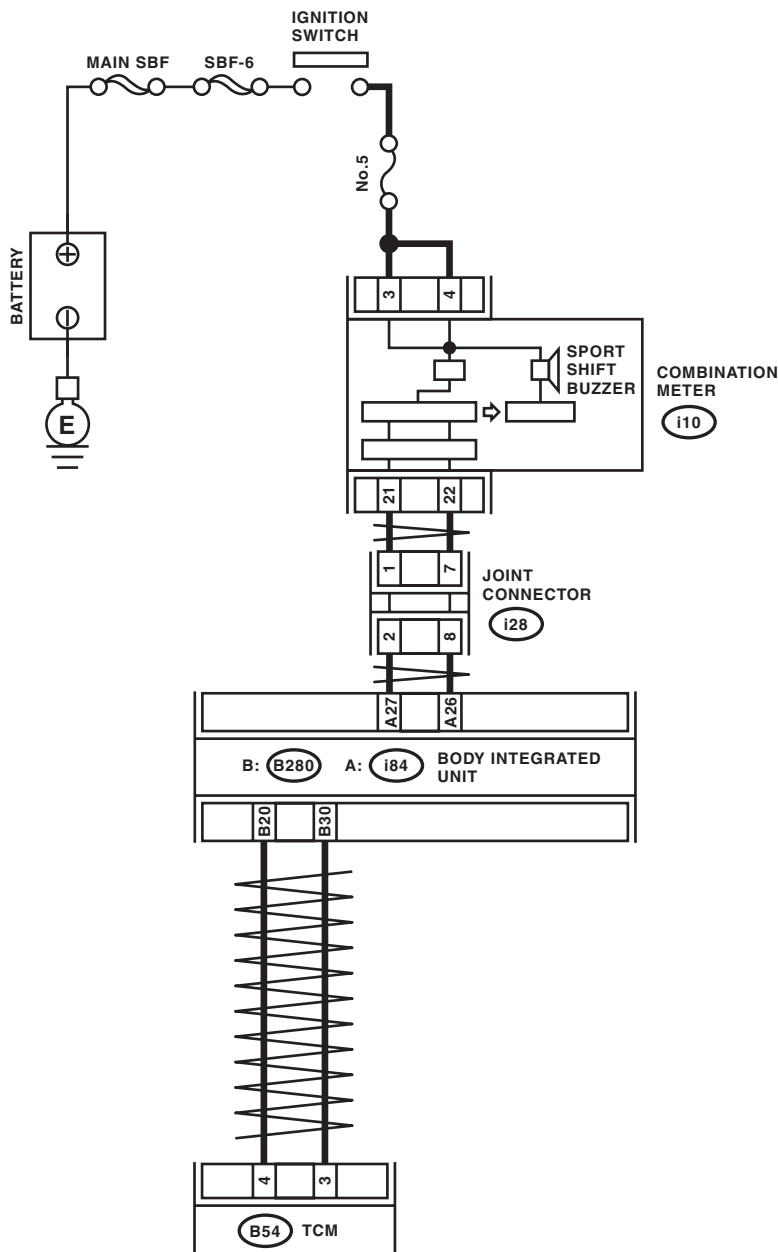 IGNITION
SWITCH
MAIN SBF
SBF-6
No.5
BATTERY
3
4
SPORT
SHIFT
BUZZER
COMBINATION
METER
i10
E
21
22
1
7
JOINT
CONNECTOR
i28
2
8
A27
A26
B: B280 A: i84 BODY INTEGRATED
UNIT
B20
B30
4
3
B54 TCM